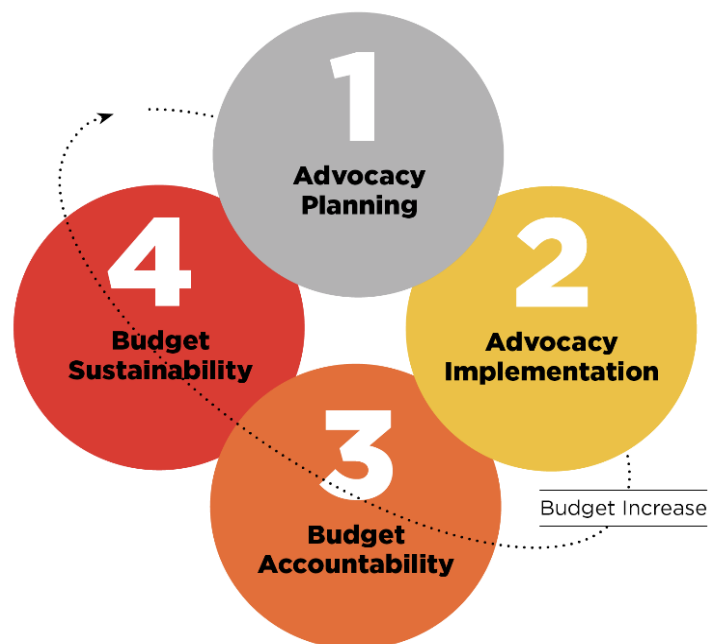 1
Advocacy
Planning
2
Advocacy
Implementation
3
Budget
Accountability
4
Budget
Sustainability
Budget Increase